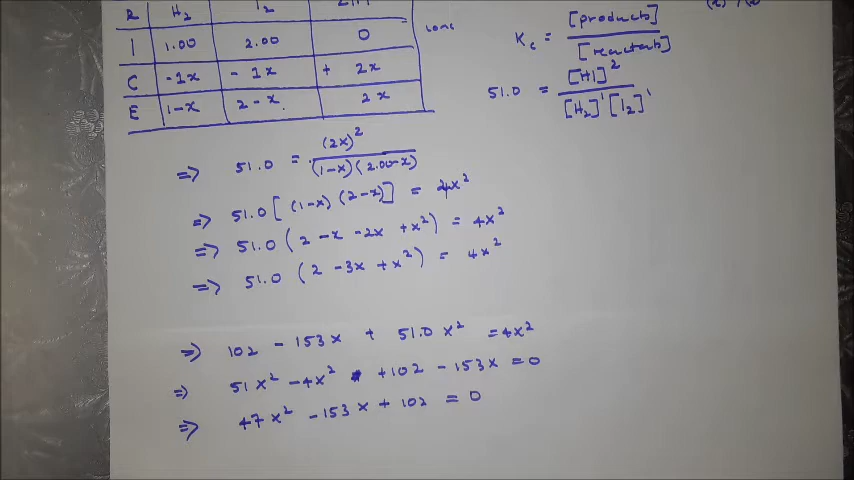 R H₂ I₂
I 1.00 2.00 0
C -1x - 1x + 2x
E 1-x 2-x. 2x
conc
K_c = [products] / [reactants]
51.0 = [HI]² / [H₂]¹[I₂]¹
=> 51.0 = (2x)² / (1-x)(2.00-x)
=> 51.0[(1-x)(2-x)] = 4x²
=> 51.0(2 -x -2x +x²) = 4x²
=> 51.0 (2 -3x +x²) = 4x²
=> 102 - 153x + 51.0x² =4x²
=> 51x² -4x² +102 -153x =0
=> 47x² -153x +102 = 0